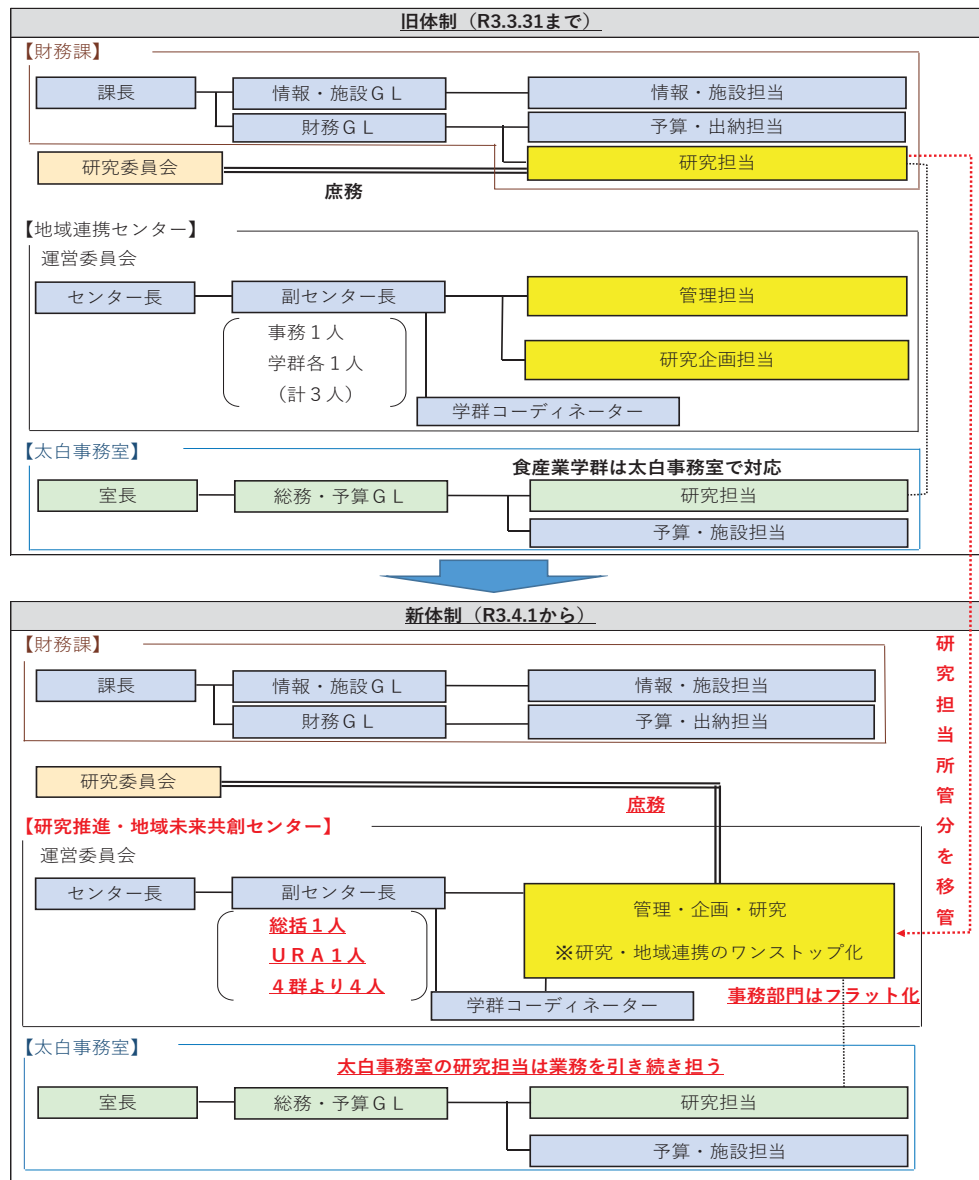 旧体制（R3.3.31まで）
【財務課】
課長
情報・施設ＧＬ
情報・施設担当
財務ＧＬ
予算・出納担当
研究委員会
研究担当
庶務
【地域連携センター】
運営委員会
センター長
副センター長
管理担当
事務１人
学群各１人
（計３人）
研究企画担当
学群コーディネーター
【太白事務室】
食産業学群は太白事務室で対応
室長
総務・予算ＧＬ
研究担当
予算・施設担当
新体制（R3.4.1から）
【財務課】
課長
情報・施設ＧＬ
情報・施設担当
財務ＧＬ
予算・出納担当
研究担当所管分を移管
研究委員会
庶務
【研究推進・地域未来共創センター】
運営委員会
センター長
副センター長
管理・企画・研究
※研究・地域連携のワンストップ化
総括１人
ＵＲＡ１人
４群より４人
学群コーディネーター
事務部門はフラット化
【太白事務室】
太白事務室の研究担当は業務を引き続き担う
室長
総務・予算ＧＬ
研究担当
予算・施設担当